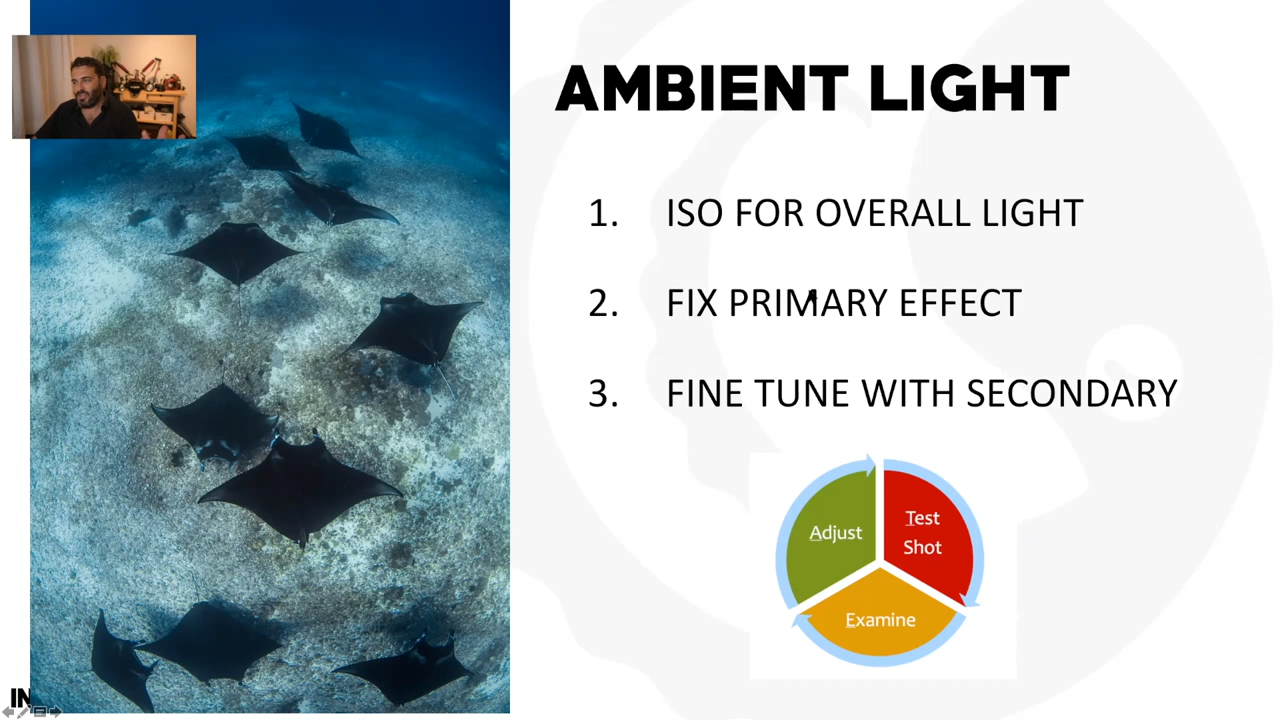 AMBIENT LIGHT
1. ISO FOR OVERALL LIGHT
2. FIX PRIMARY EFFECT
3. FINE TUNE WITH SECONDARY
Adjust
Test
Shot
Examine
IN